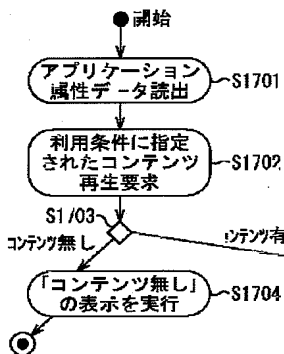 開始
アプリケーション
属性データ読出
S1701
利用条件に指定
されたコンテンツ
再生要求
S1702
S1703
コンテンツ無し
ンテンツ有
「コンテンツ無し」
の表示を実行
S1704